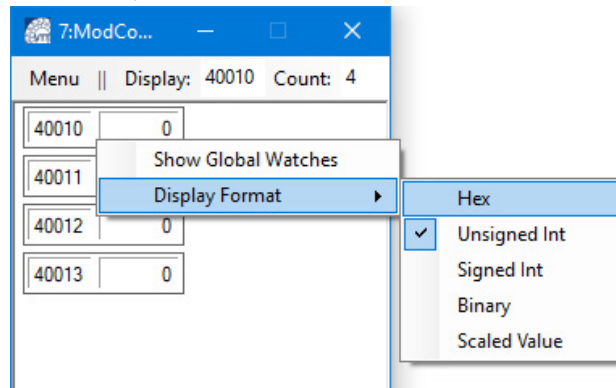 7:ModCo...
Menu || Display: 40010 Count: 4
40010 0
Show Global Watches
40011
Display Format
Hex
40012 0
Unsigned Int
40013 0
Signed Int
Binary
Scaled Value